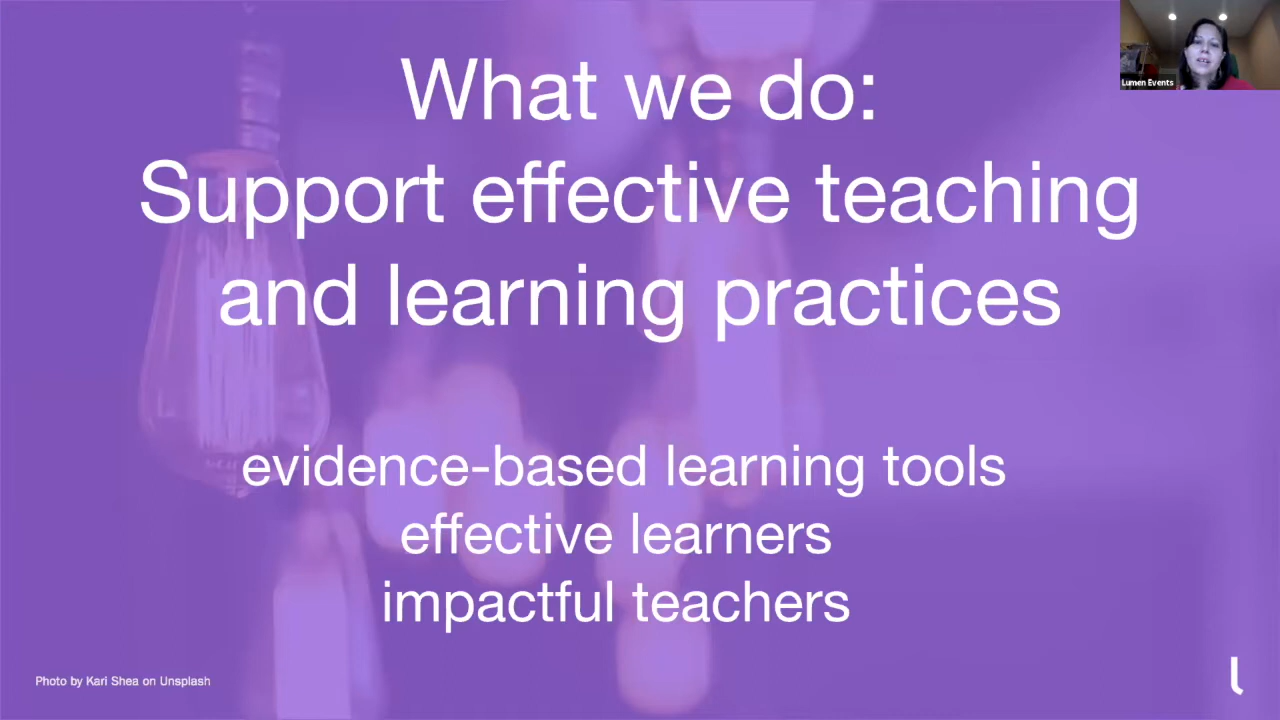 What we do:
Support effective teaching
and learning practices
evidence-based learning tools
effective learners
impactful teachers
Lumen Events
Photo by Kari Shea on Unsplash